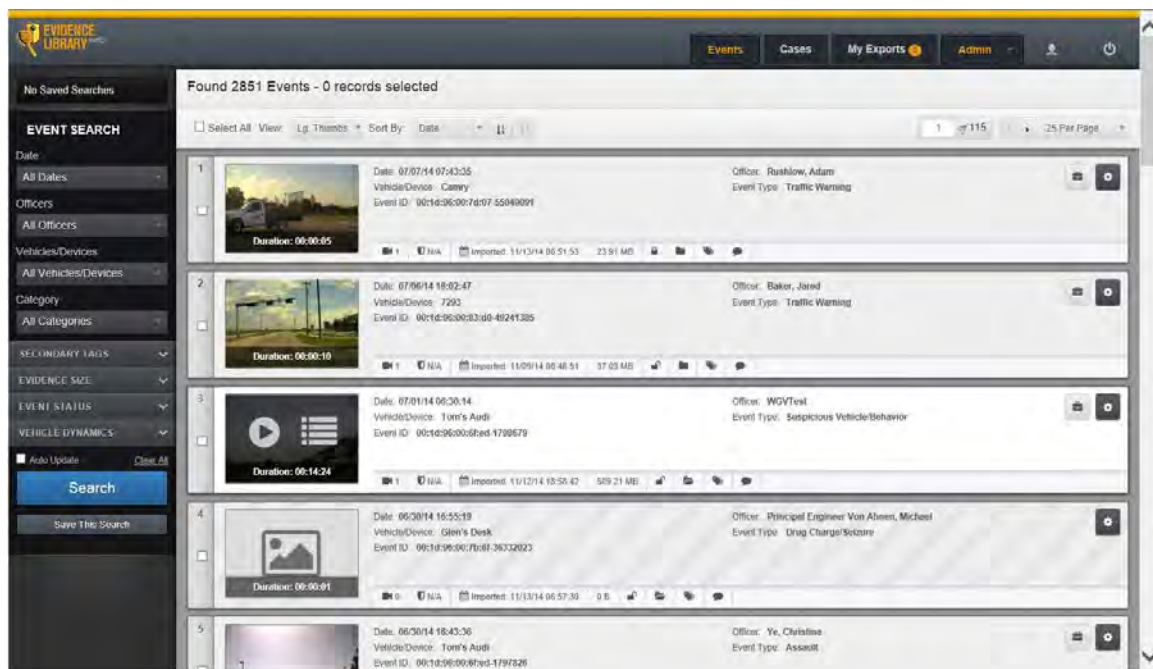 EVIDENCE
LIBRARY
Events Cases My Exports Admin
No Saved Searches
Found 2851 Events - 0 records selected
EVENT SEARCH
Select All View: Lg. Thumbs Sort By: Date 1 of 115 25 Per Page
Date
All Dates
Officers
All Officers
Vehicles/Devices
All Vehicles/Devices
Category
All Categories
SECONDARY TAGS
EVIDENCE SIZE
EVENT STATUS
VEHICLE DYNAMICS
Auto Update Clear All
Search
Save This Search
1
Duration: 00:00:05
Date: 07/07/14 07:43:35
Vehicle/Device: Camry
Event ID: 00:1d:96:00:7d:07-55049091
Officer: Rushlow, Adam
Event Type: Traffic Warning
1 N/A Imported: 11/13/14 06:51:53 23.91 MB
2
Duration: 00:00:10
Date: 07/06/14 18:02:47
Vehicle/Device: 7293
Event ID: 00:1d:96:00:83:d0-49241385
Officer: Baker, Jared
Event Type: Traffic Warning
1 N/A Imported: 11/09/14 06:46:51 37.03 MB
3
Duration: 00:14:24
Date: 07/01/14 06:30:14
Vehicle/Device: Tom's Audi
Event ID: 00:1d:96:00:6f:ed-1798679
Officer: WGVTest
Event Type: Suspicious Vehicle/Behavior
1 N/A Imported: 11/12/14 18:58:42 589.21 MB
4
Duration: 00:00:01
Date: 06/30/14 16:55:19
Vehicle/Device: Glen's Desk
Event ID: 00:1d:96:00:7b:6f-36332023
Officer: Principal Engineer Von Ahnen, Michael
Event Type: Drug Charge/Seizure
0 N/A Imported: 11/13/14 06:57:39 0 B
5
Date: 06/30/14 16:43:36
Vehicle/Device: Tom's Audi
Event ID: 00:1d:96:00:6f:ed-1797826
Officer: Ye, Christine
Event Type: Assault